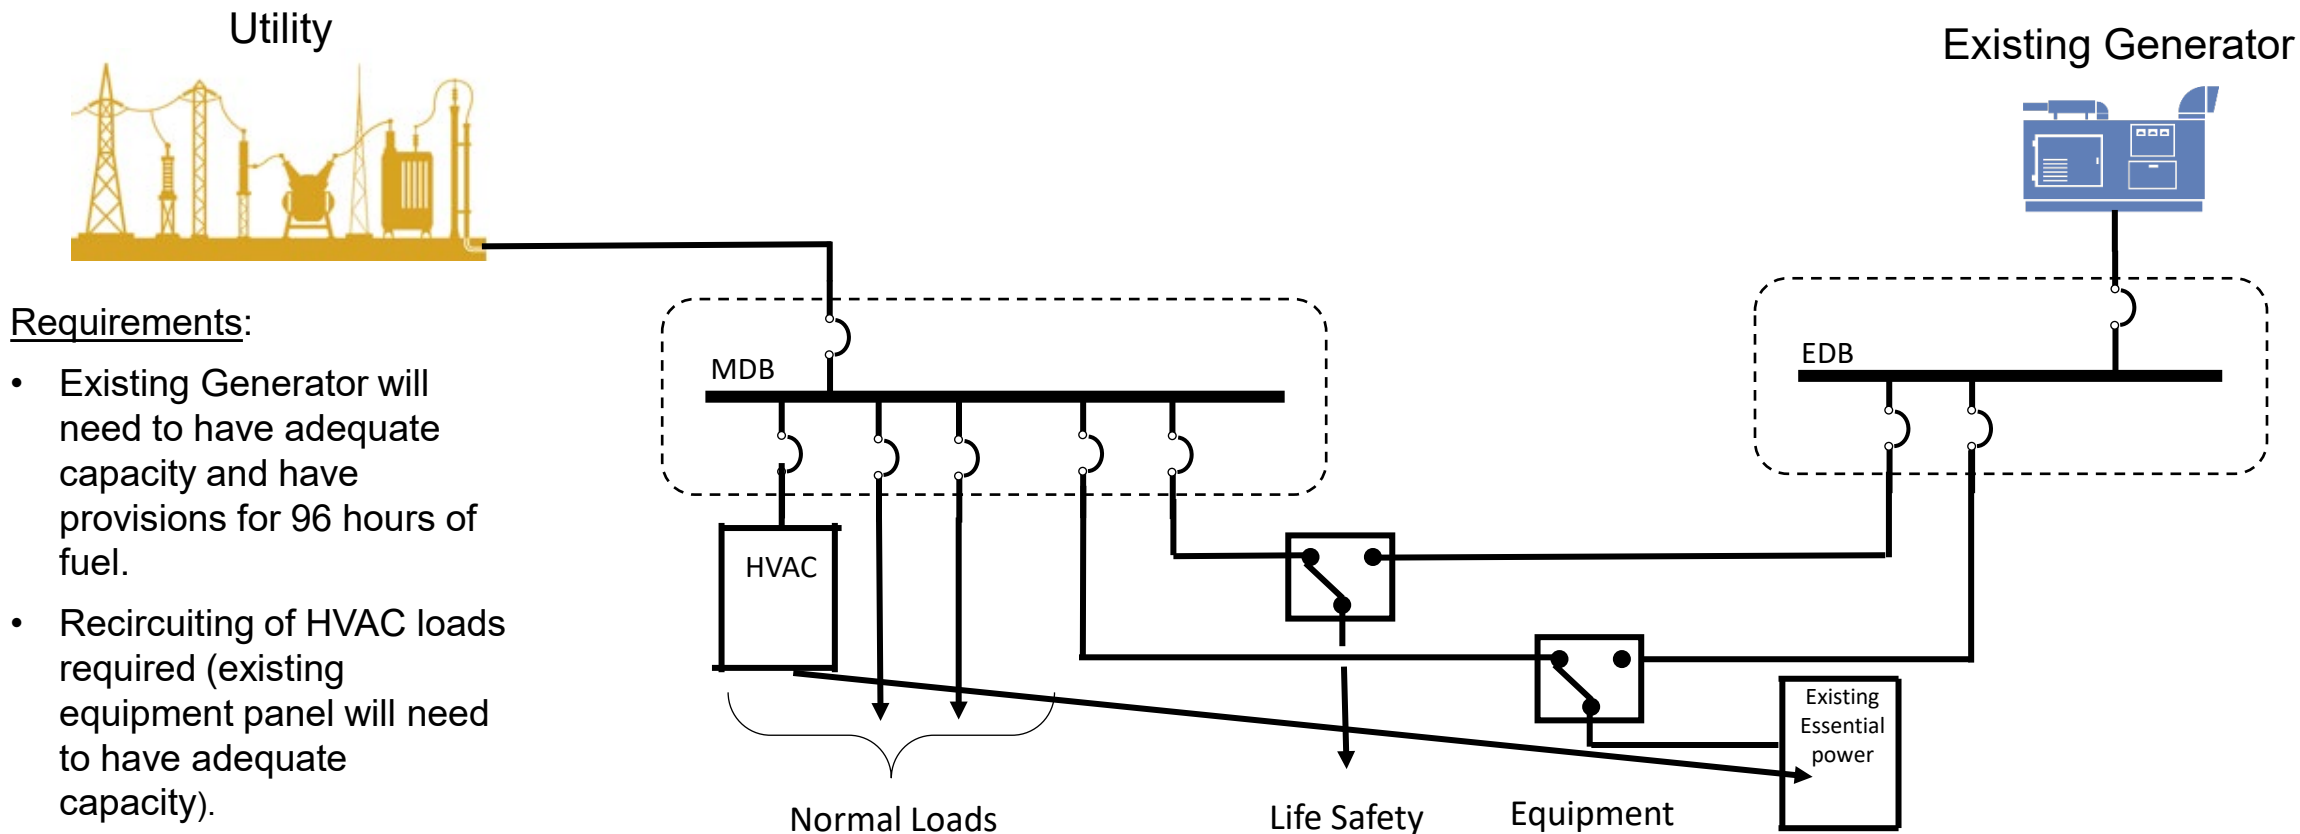 Utility
Existing Generator
Requirements:
• Existing Generator will
need to have adequate
capacity and have
provisions for 96 hours of
fuel.
• Recircuiting of HVAC loads
required (existing
equipment panel will need
to have adequate
capacity).
MDB
EDB
HVAC
Existing
Essential
power
Normal Loads
Life Safety
Equipment